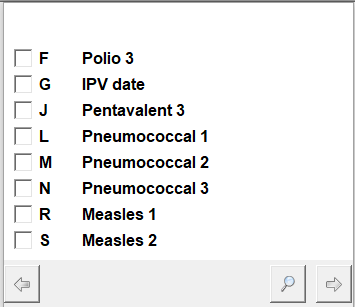 F Polio 3
G IPV date
J Pentavalent 3
L Pneumococcal 1
M Pneumococcal 2
N Pneumococcal 3
R Measles 1
S Measles 2